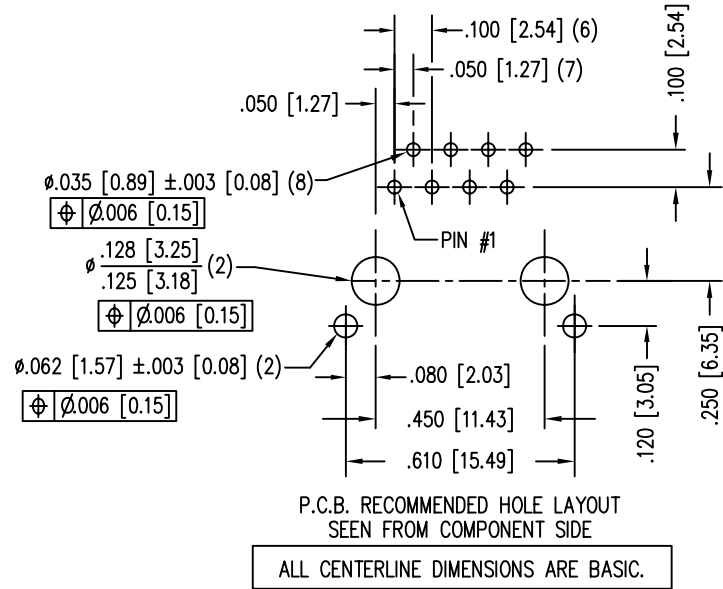 .100 [2.54] (6)
.050 [1.27] (7)
.050 [1.27]
.100 [2.54]
ø.035 [0.89] ±.003 [0.08] (8)
⌖ Ø.006 [0.15]
PIN #1
ø .128 [3.25]
.125 [3.18] (2)
⌖ Ø.006 [0.15]
ø.062 [1.57] ±.003 [0.08] (2)
⌖ Ø.006 [0.15]
.080 [2.03]
.450 [11.43]
.610 [15.49]
.120 [3.05]
.250 [6.35]
P.C.B. RECOMMENDED HOLE LAYOUT
SEEN FROM COMPONENT SIDE
ALL CENTERLINE DIMENSIONS ARE BASIC.